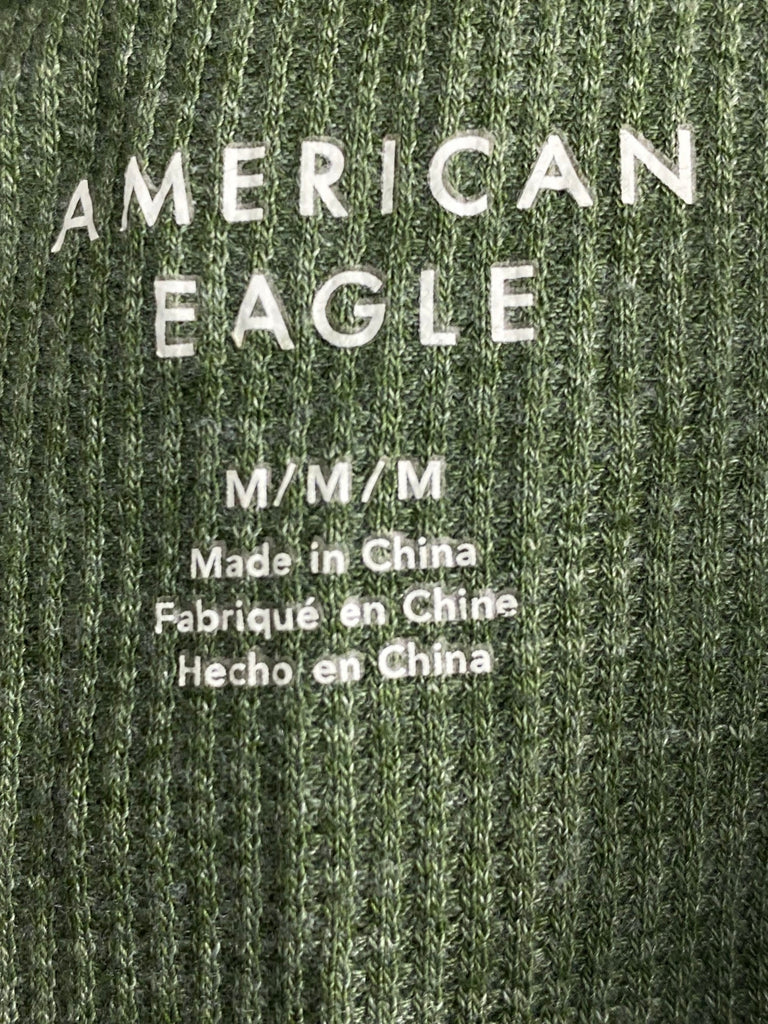 AMERICAN
EAGLE
M/M/M
Made in China
Fabriqué en Chine
Hecho en China